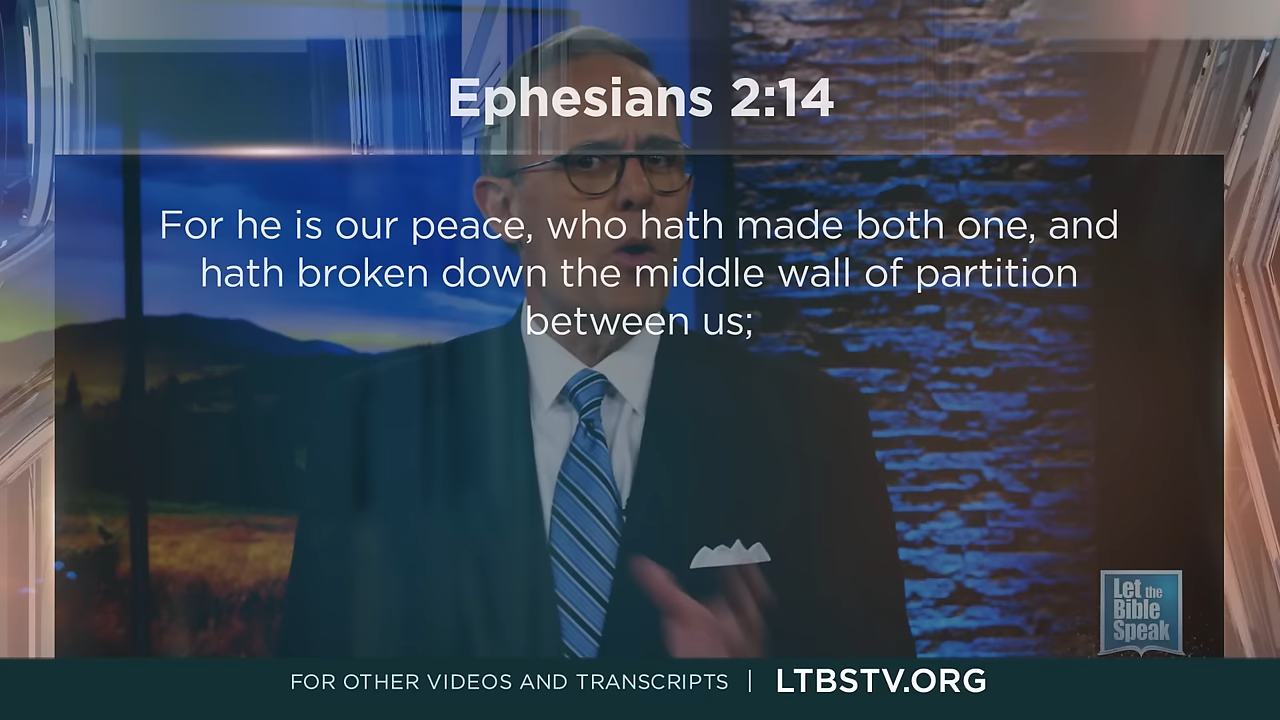 Ephesians 2:14
For he is our peace, who hath made both one, and
hath broken down the middle wall of partition
between us;
Let the
Bible
Speak
FOR OTHER VIDEOS AND TRANSCRIPTS | LTBSTV.ORG